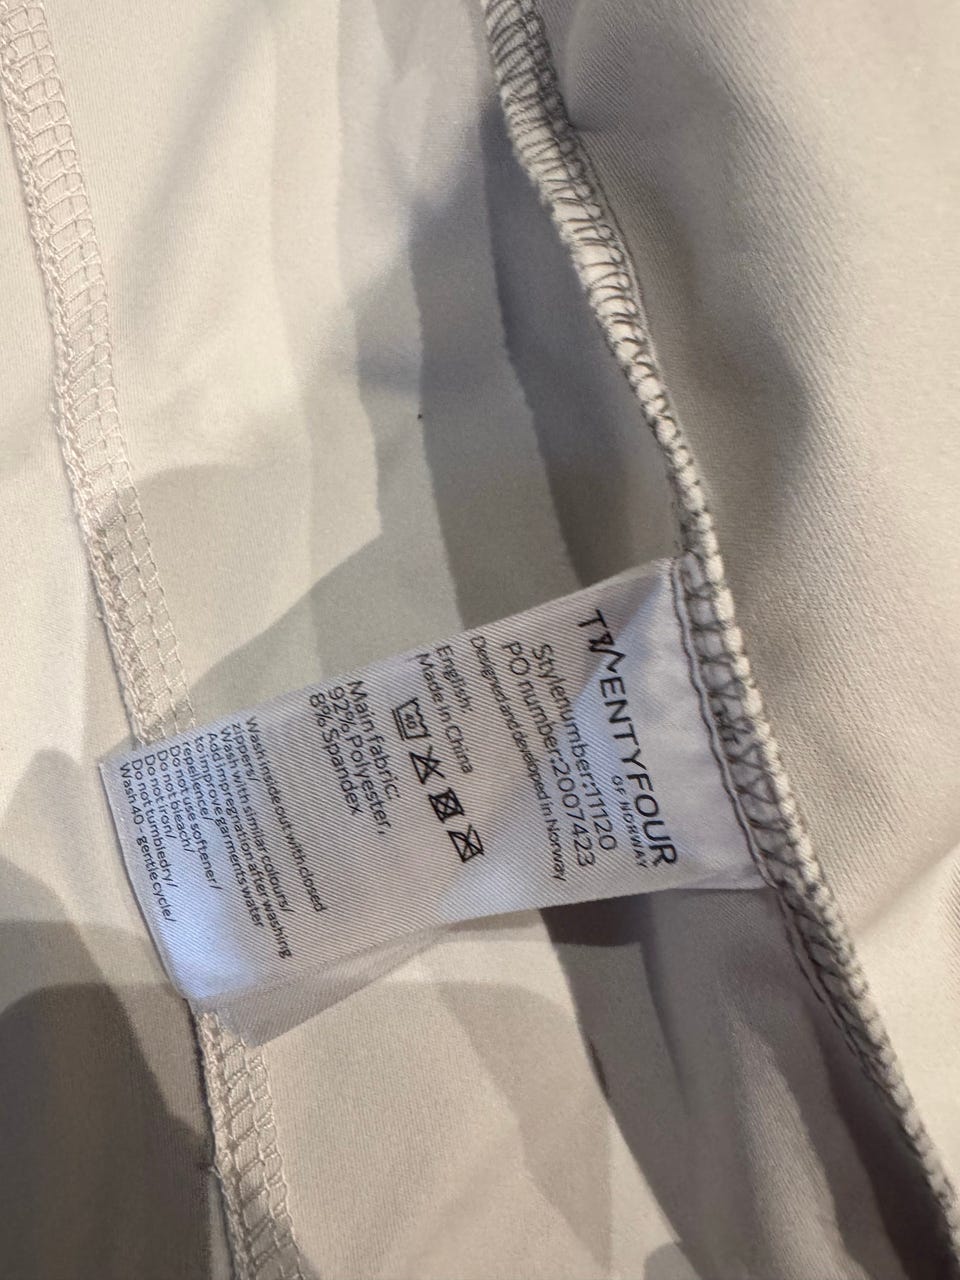 TWENTYFOUR
OF NORWAY
Stylenumber:11120
PO number:2007423
Designed and developed in Norway
English,
Made in China
40
Main fabric:
92% Polyester,
8% Spandex
Wash inside out with closed
zippers/
Wash with similar colours/
Add impregnation after washing
to improve garments water
repellence/
Do not use softener/
Do not bleach/
Do not iron/
Do not tumbledry/
Wash 40 - gentle cycle/